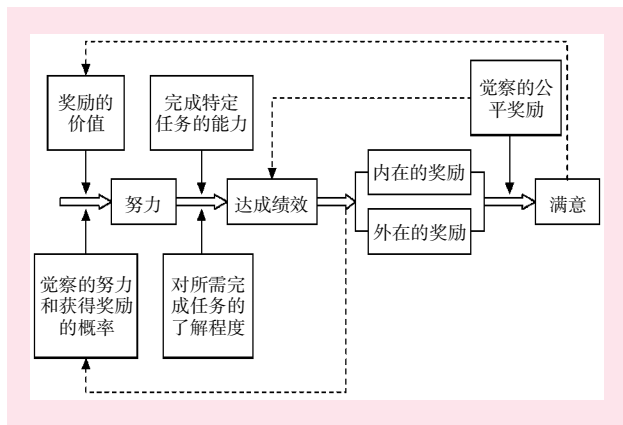 奖励的
价值
完成特定
任务的能力
觉察的公
平奖励
努力
达成绩效
内在的奖励
外在的奖励
满意
觉察的努力
和获得奖励
的概率
对所需完
成任务的
了解程度